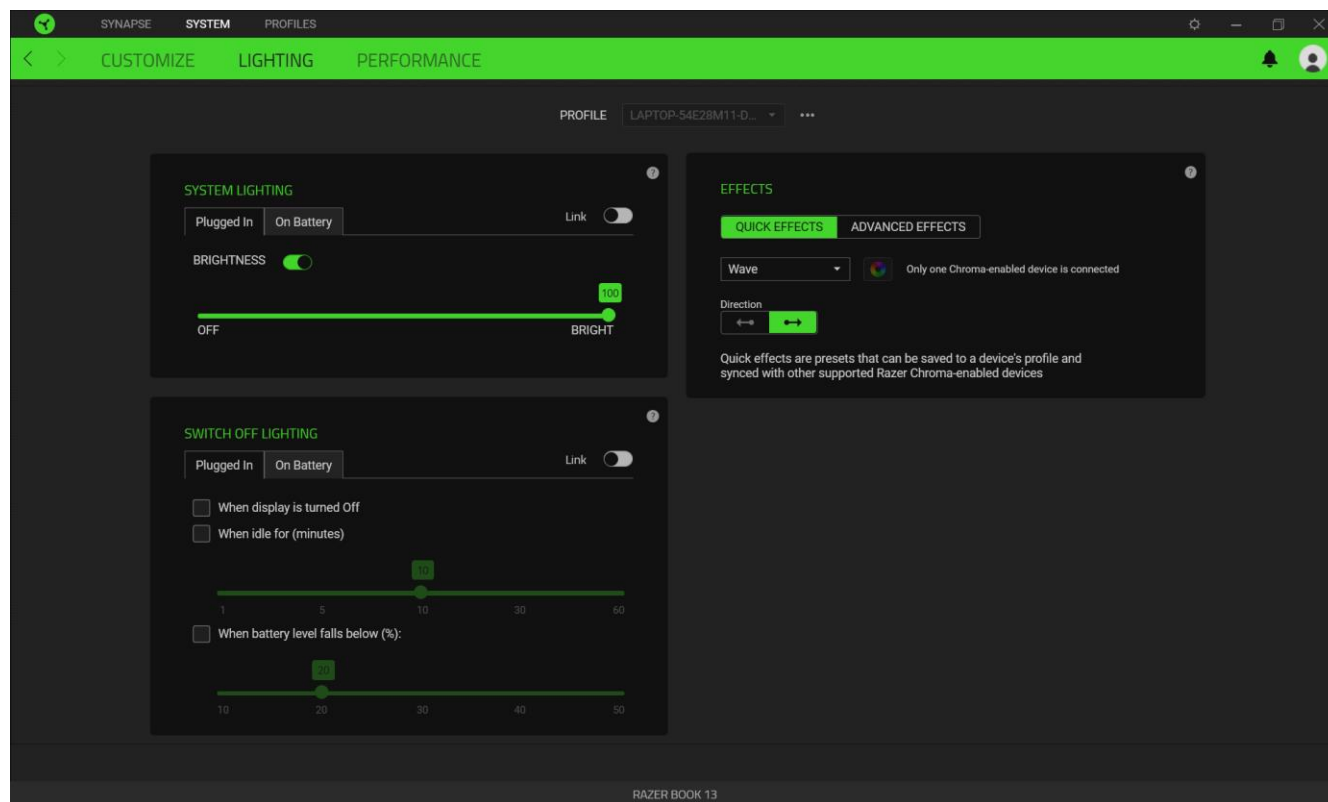 SYNAPSE SYSTEM PROFILES
CUSTOMIZE LIGHTING PERFORMANCE
PROFILE LAPTOP-54E28M11-D...
SYSTEM LIGHTING
Plugged In On Battery Link
BRIGHTNESS
100
OFF BRIGHT
EFFECTS
QUICK EFFECTS ADVANCED EFFECTS
Wave Only one Chroma-enabled device is connected
Direction
Quick effects are presets that can be saved to a device's profile and
synced with other supported Razer Chroma-enabled devices
SWITCH OFF LIGHTING
Plugged In On Battery Link
When display is turned Off
When idle for (minutes)
10
1 5 10 30 60
When battery level falls below (%):
20
10 20 30 40 50
RAZER BOOK 13